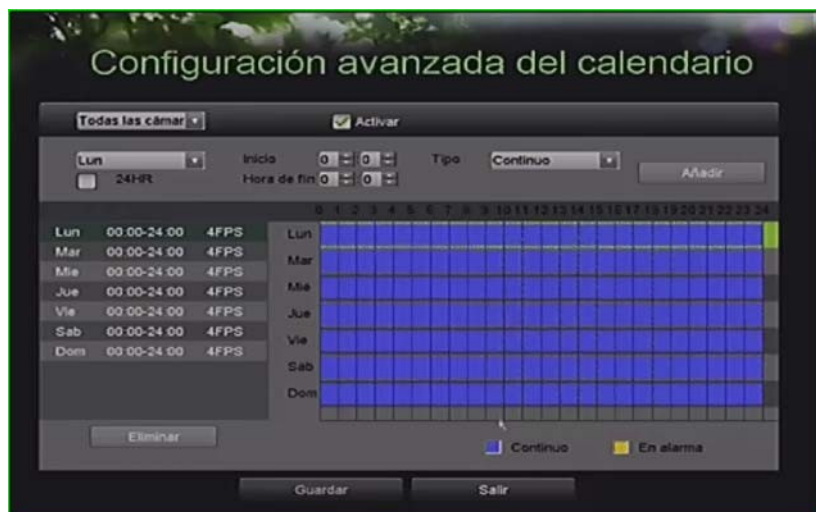 Configuración avanzada del calendario
Todas las cámar
Activar
Lun
Inicio 0 0
Tipo Continuo
24HR
Hora de fin 0 0
Añadir
0 1 2 3 4 5 6 7 8 9 10 11 12 13 14 15 16 17 18 19 20 21 22 23 24
Lun 00:00-24:00 4FPS
Mar 00:00-24:00 4FPS
Mie 00:00-24:00 4FPS
Jue 00:00-24:00 4FPS
Vie 00:00-24:00 4FPS
Sab 00:00-24:00 4FPS
Dom 00:00-24:00 4FPS
Lun
Mar
Mie
Jue
Vie
Sab
Dom
Eliminar
Continuo
En alarma
Guardar
Salir